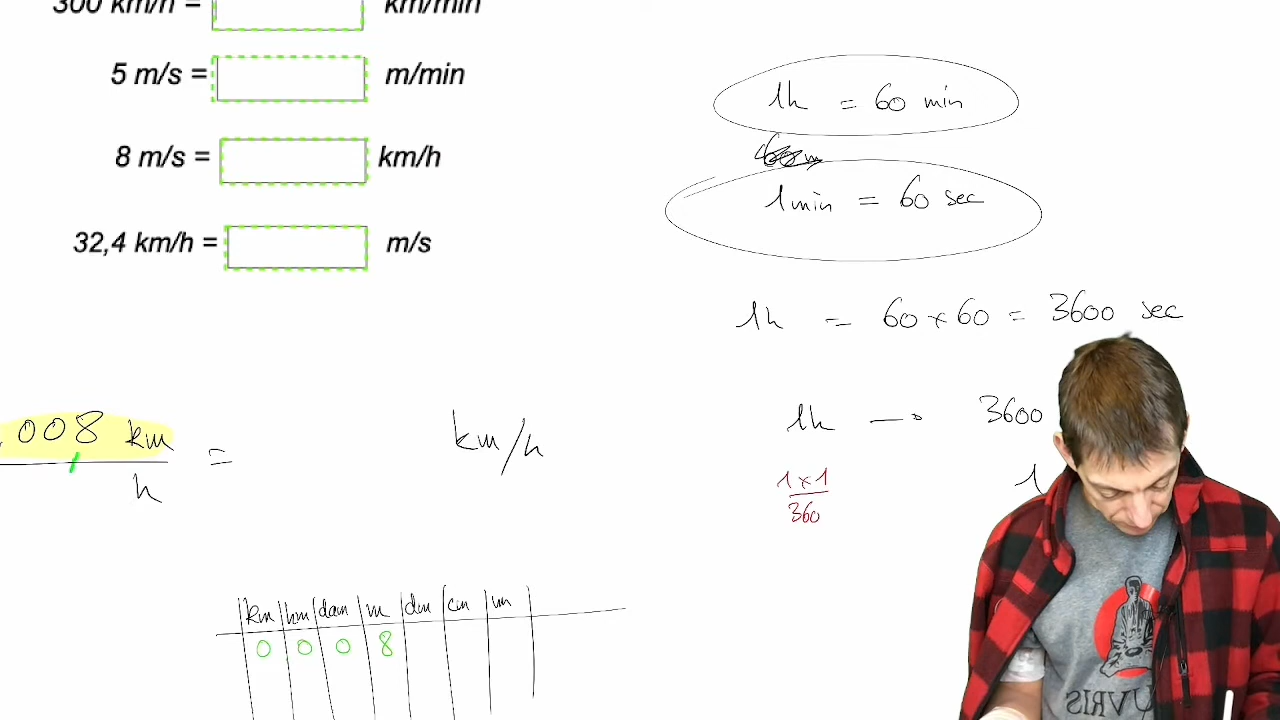 300 km/h = km/min
5 m/s = m/min
8 m/s = km/h
32,4 km/h = m/s
1h = 60 min
1min = 60 sec
1h = 60 x 60 = 3600 sec
1h → 3600
1 x 1
360
1
,008 km
h
= km/h
km hm dam m dm cm m
0 0 0 8
UVRIS